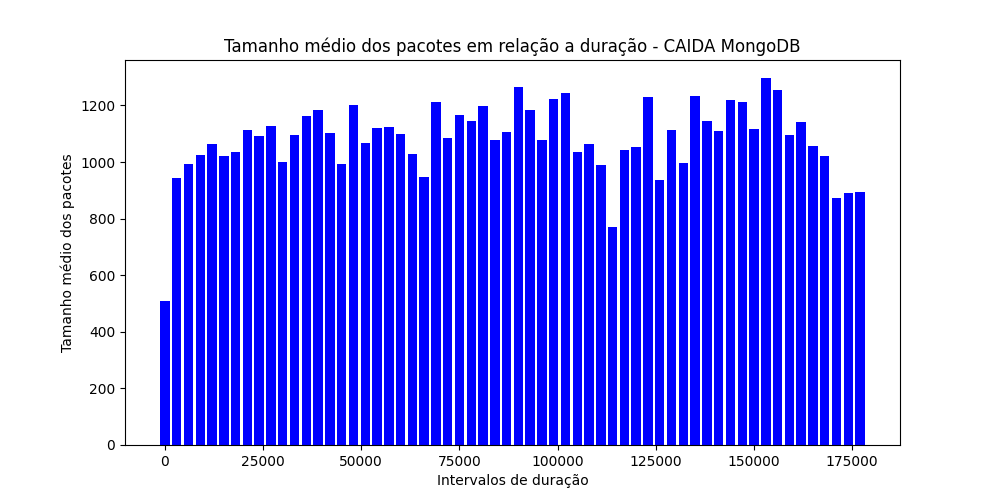 Tamanho médio dos pacotes em relação a duração - CAIDA MongoDB
Tamanho médio dos pacotes
1200
1000
800
600
400
200
0
0 25000 50000 75000 100000 125000 150000 175000
Intervalos de duração